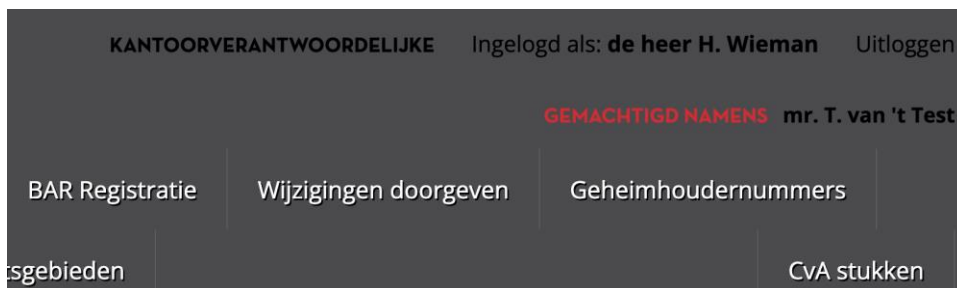 KANTOORVERANTWOORDELIJKE Ingelogd als: de heer H. Wieman Uitloggen
GEMACHTIGD NAMENS mr. T. van 't Test
BAR Registratie Wijzigingen doorgeven Geheimhoudernummers
tsgebieden CvA stukken